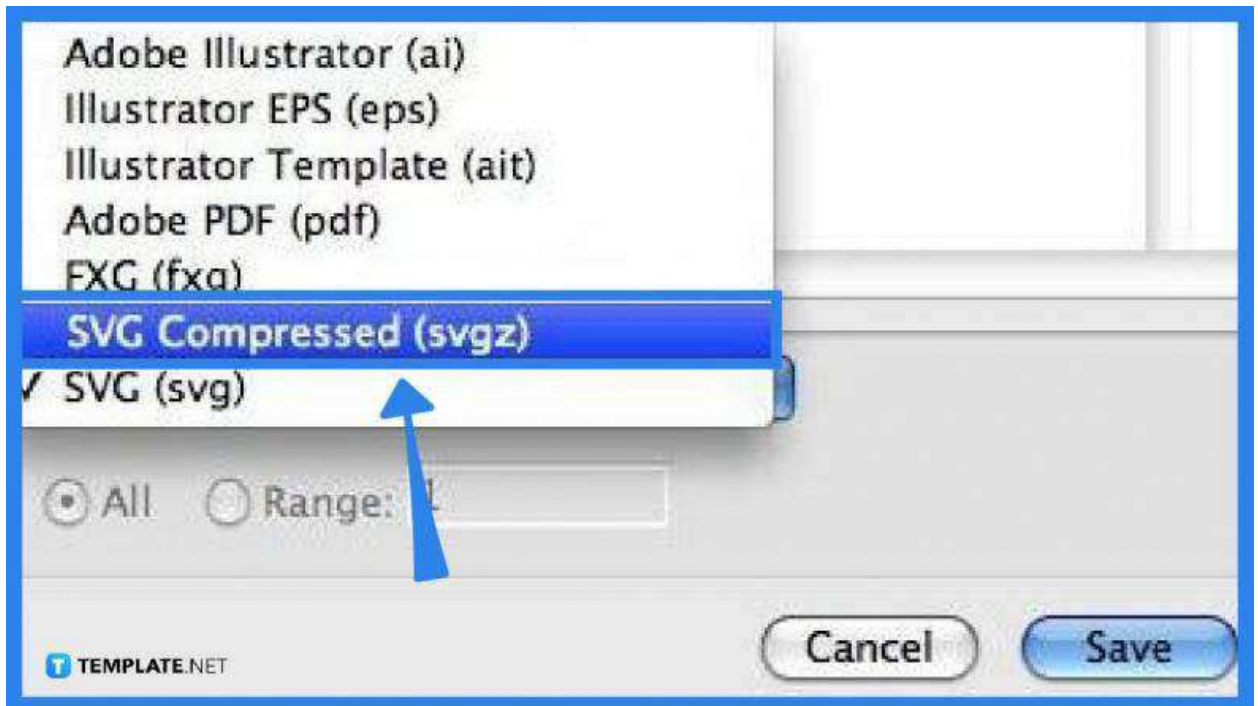 Adobe Illustrator (ai)
Illustrator EPS (eps)
Illustrator Template (ait)
Adobe PDF (pdf)
FXG (fxg)
SVG Compressed (svgz)
✓ SVG (svg)
All Range:
Cancel Save
T TEMPLATE.NET